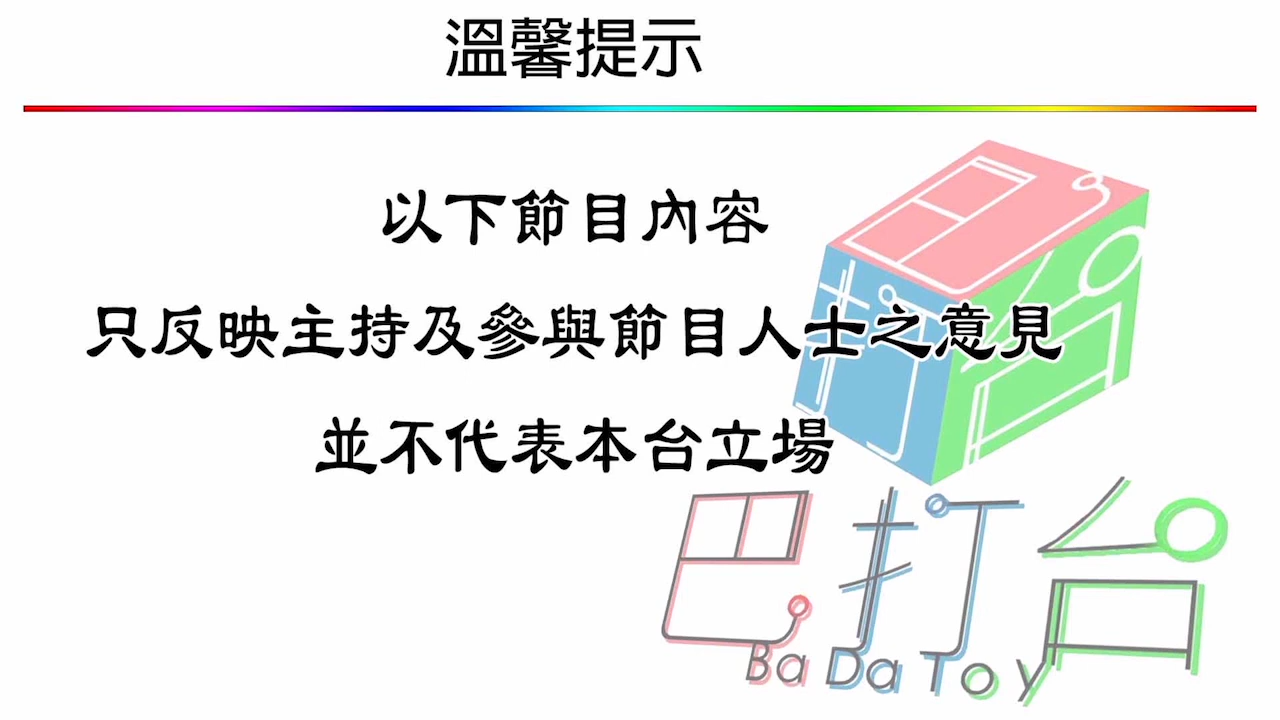 溫馨提示
以下節目內容
只反映主持及參與節目人士之意見
並不代表本台立場
巴打台
BaDaToy